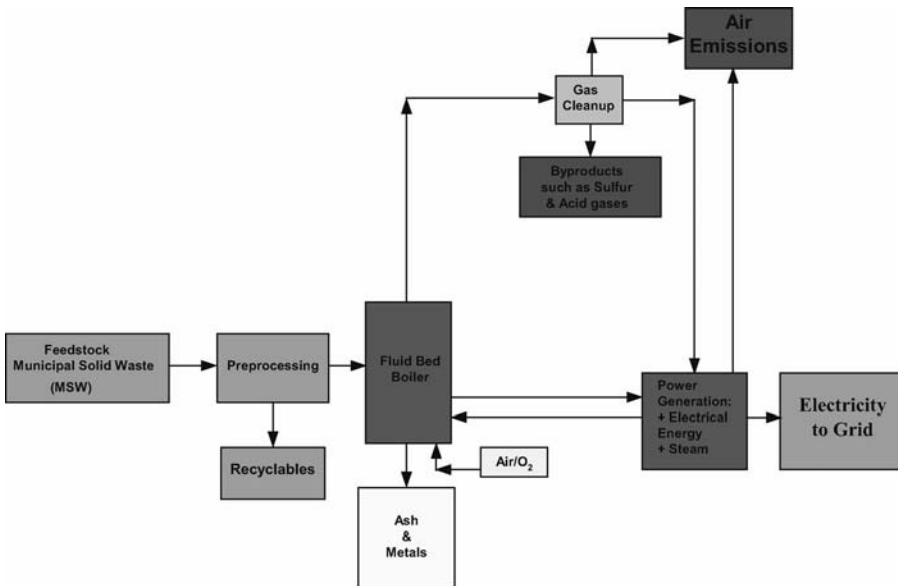 Air
Emissions
Gas
Cleanup
Byproducts
such as Sulfur
& Acid gases
Feedstock
Municipal Solid Waste
(MSW)
Preprocessing
Fluid Bed
Boiler
Power
Generation:
+ Electrical
Energy
+ Steam
Electricity
to Grid
Recyclables
Air/O₂
Ash
&
Metals